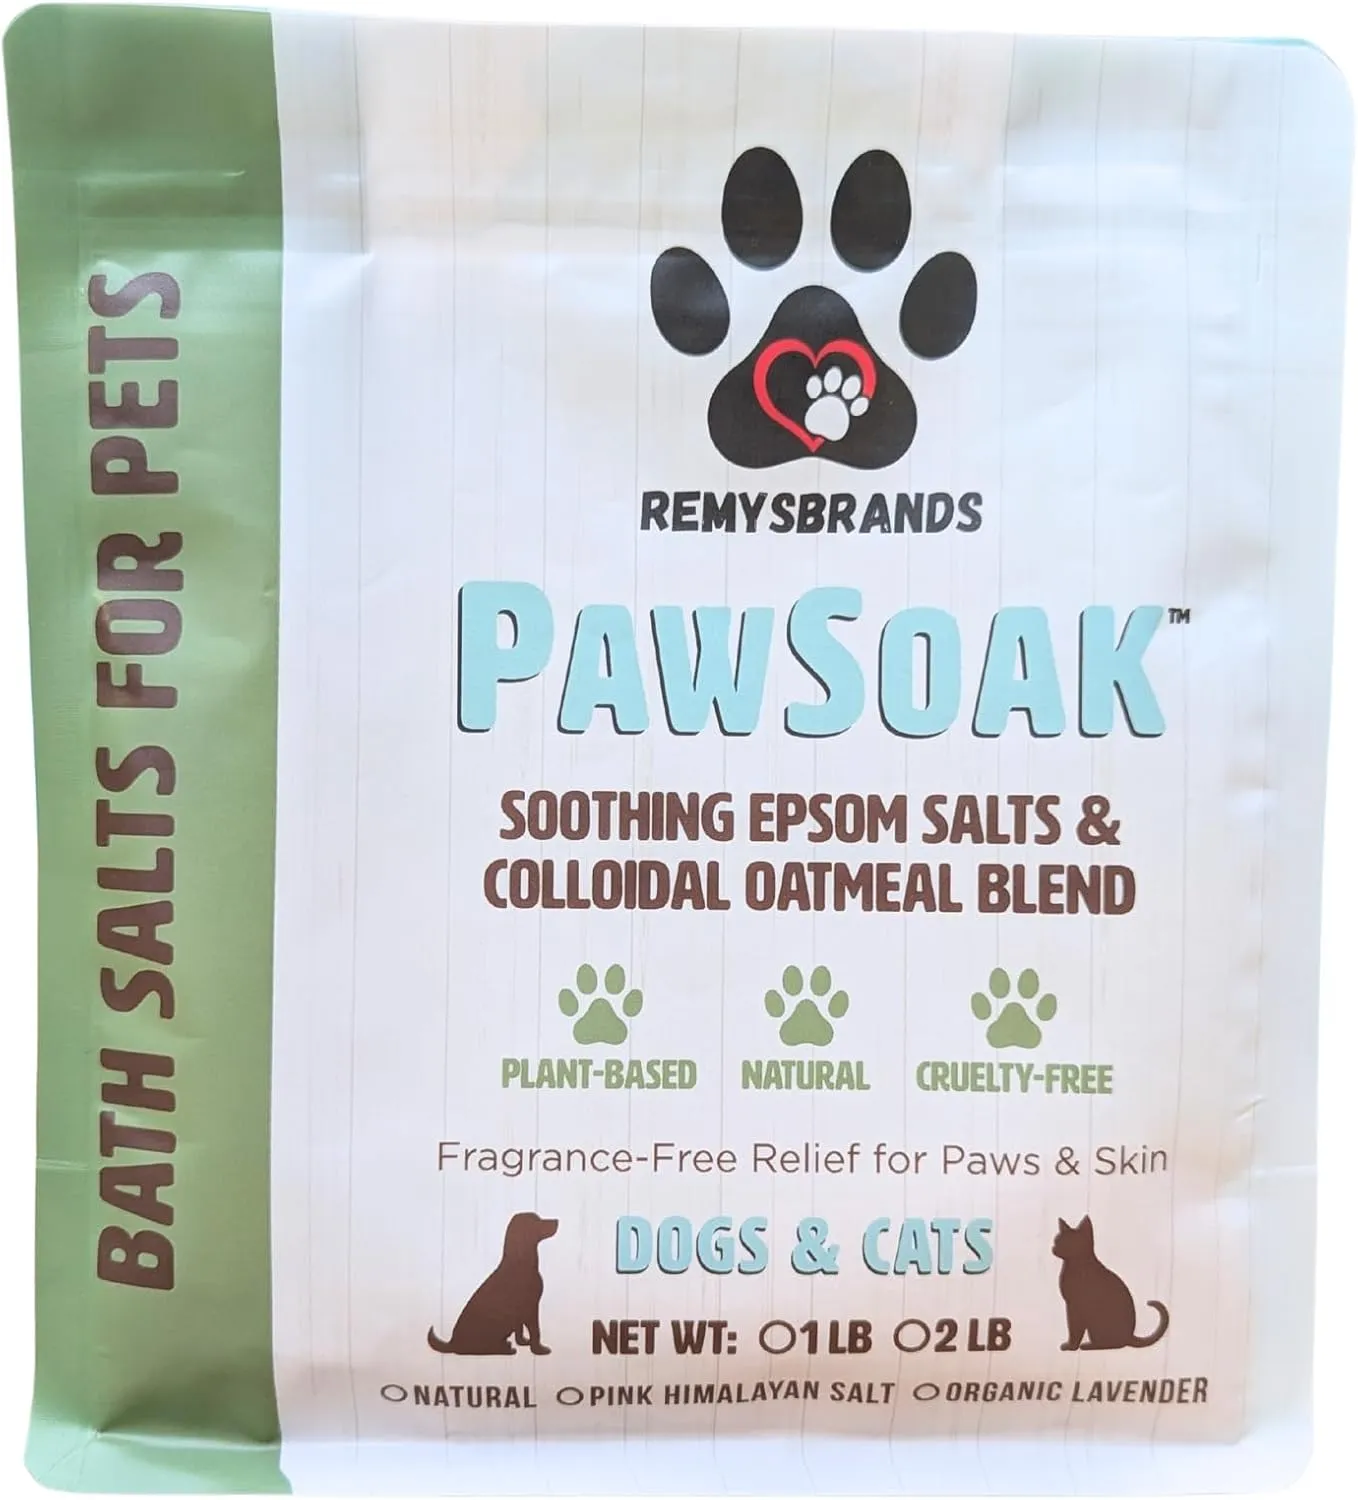 BATH SALTS FOR PETS
REMYSBRANDS
PAWSOAK™
SOOTHING EPSOM SALTS &
COLLOIDAL OATMEAL BLEND
PLANT-BASED NATURAL CRUELTY-FREE
Fragrance-Free Relief for Paws & Skin
DOGS & CATS
NET WT: ○1 LB ○2 LB
○NATURAL ○PINK HIMALAYAN SALT ○ORGANIC LAVENDER